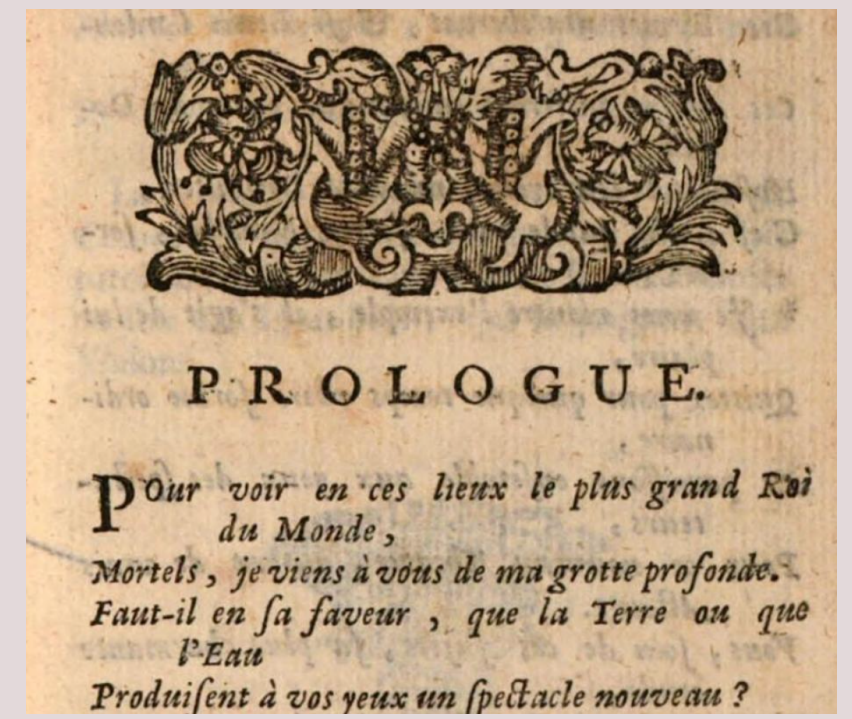 PROLOGUE.
POur voir en ces lieux le plus grand Roi
du Monde,
Mortels, je viens à vous de ma grotte profonde.
Faut-il en ſa faveur, que la Terre ou que
l'Eau
Produiſent à vos yeux un ſpectacle nouveau ?